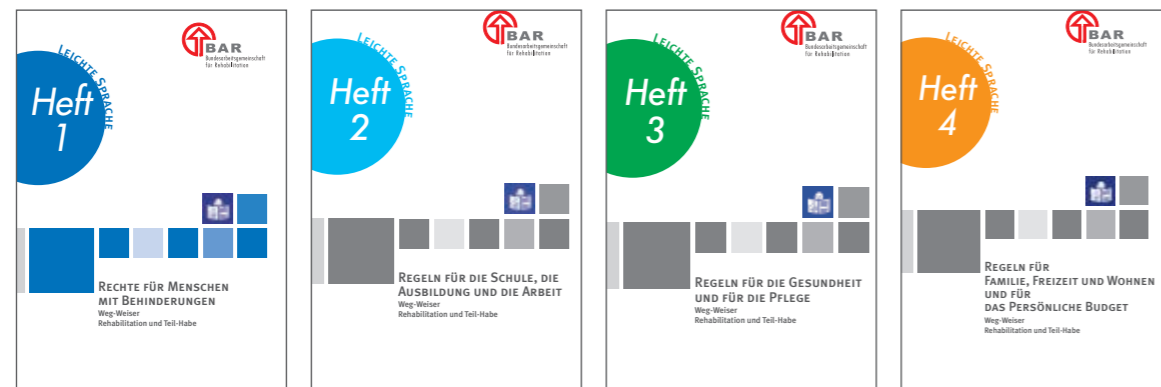 BAR
Bundesarbeitsgemeinschaft
für Rehabilitation
LEICHTE SPRACHE
Heft
1
RECHTE FÜR MENSCHEN
MIT BEHINDERUNGEN
Weg-Weiser
Rehabilitation und Teil-Habe
BAR
Bundesarbeitsgemeinschaft
für Rehabilitation
LEICHTE SPRACHE
Heft
2
REGELN FÜR DIE SCHULE, DIE
AUSBILDUNG UND DIE ARBEIT
Weg-Weiser
Rehabilitation und Teil-Habe
BAR
Bundesarbeitsgemeinschaft
für Rehabilitation
LEICHTE SPRACHE
Heft
3
REGELN FÜR DIE GESUNDHEIT
UND FÜR DIE PFLEGE
Weg-Weiser
Rehabilitation und Teil-Habe
BAR
Bundesarbeitsgemeinschaft
für Rehabilitation
LEICHTE SPRACHE
Heft
4
REGELN FÜR
FAMILIE, FREIZEIT UND WOHNEN
UND FÜR
DAS PERSÖNLICHE BUDGET
Weg-Weiser
Rehabilitation und Teil-Habe